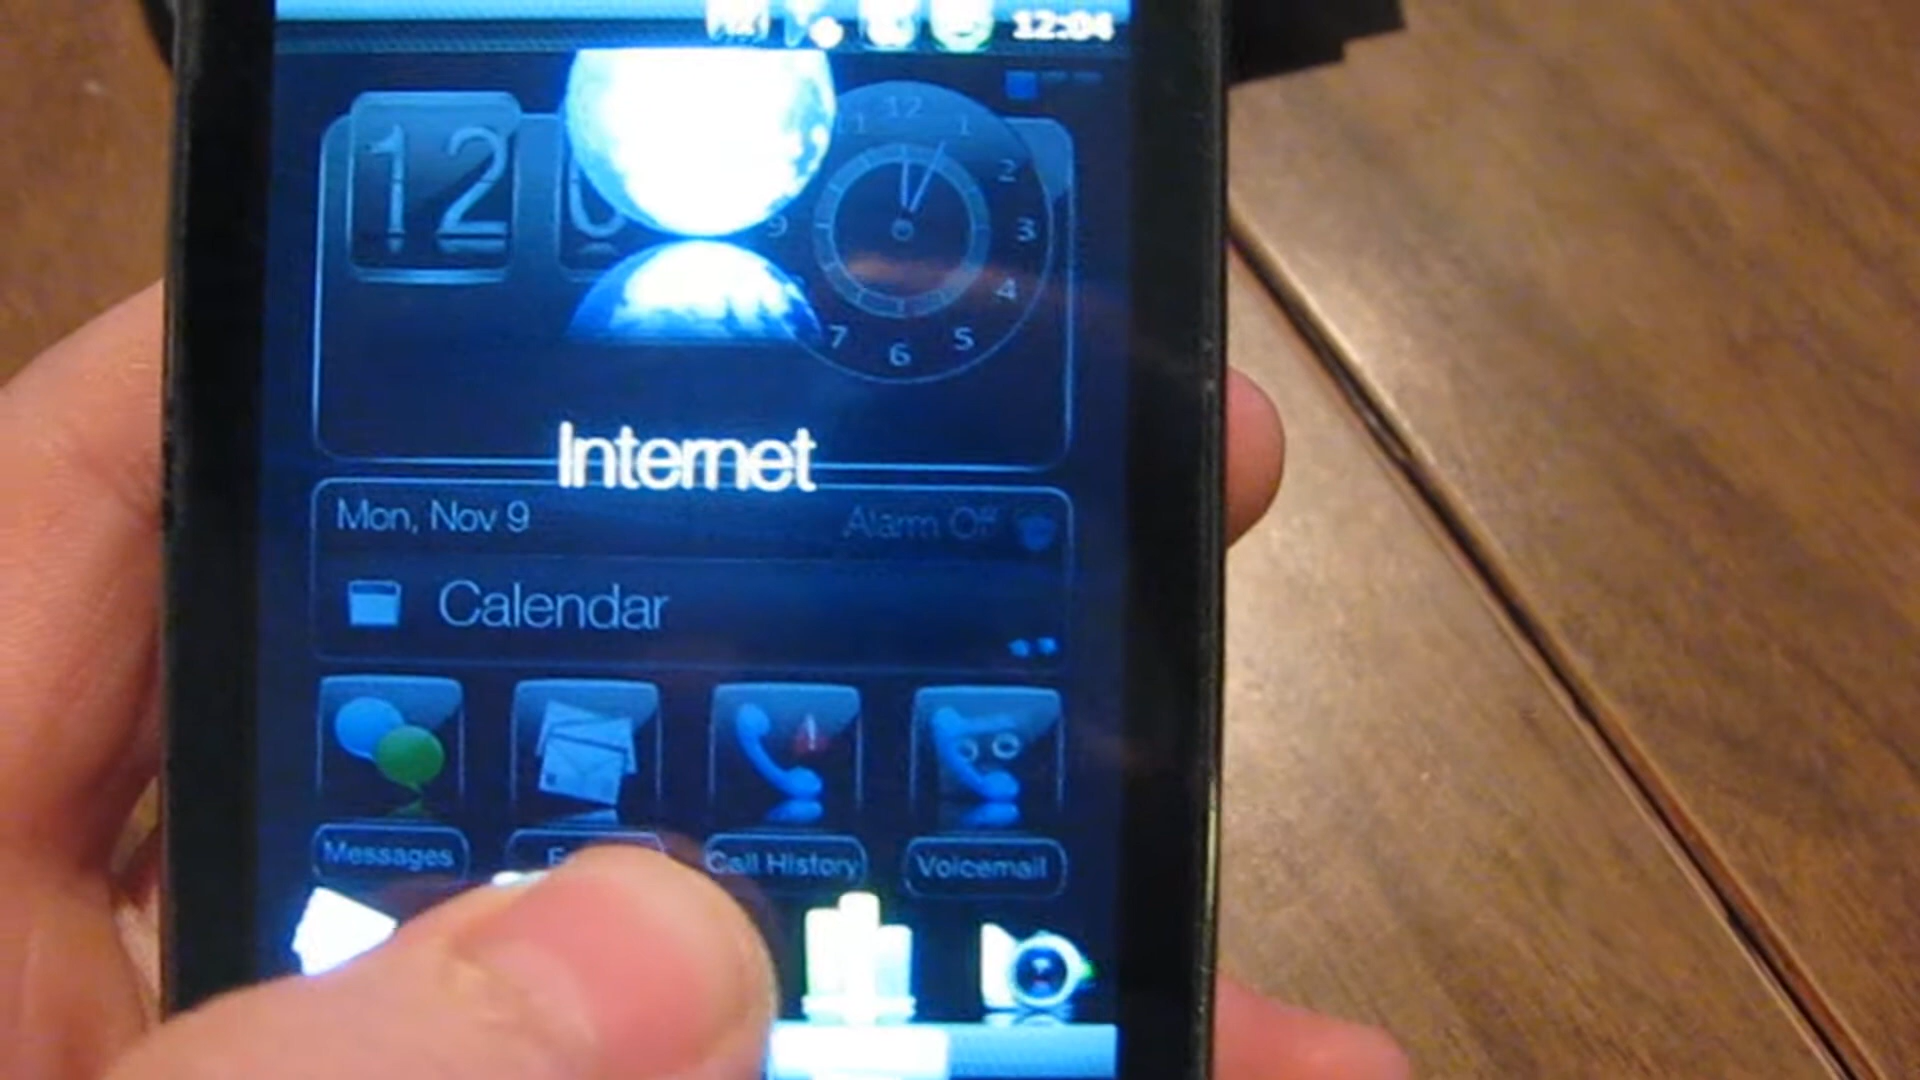 12:04
12
12 1 2 3 4 5 6 7 9
Internet
Mon, Nov 9 Alarm Off
Calendar
Messages Call History Voicemail